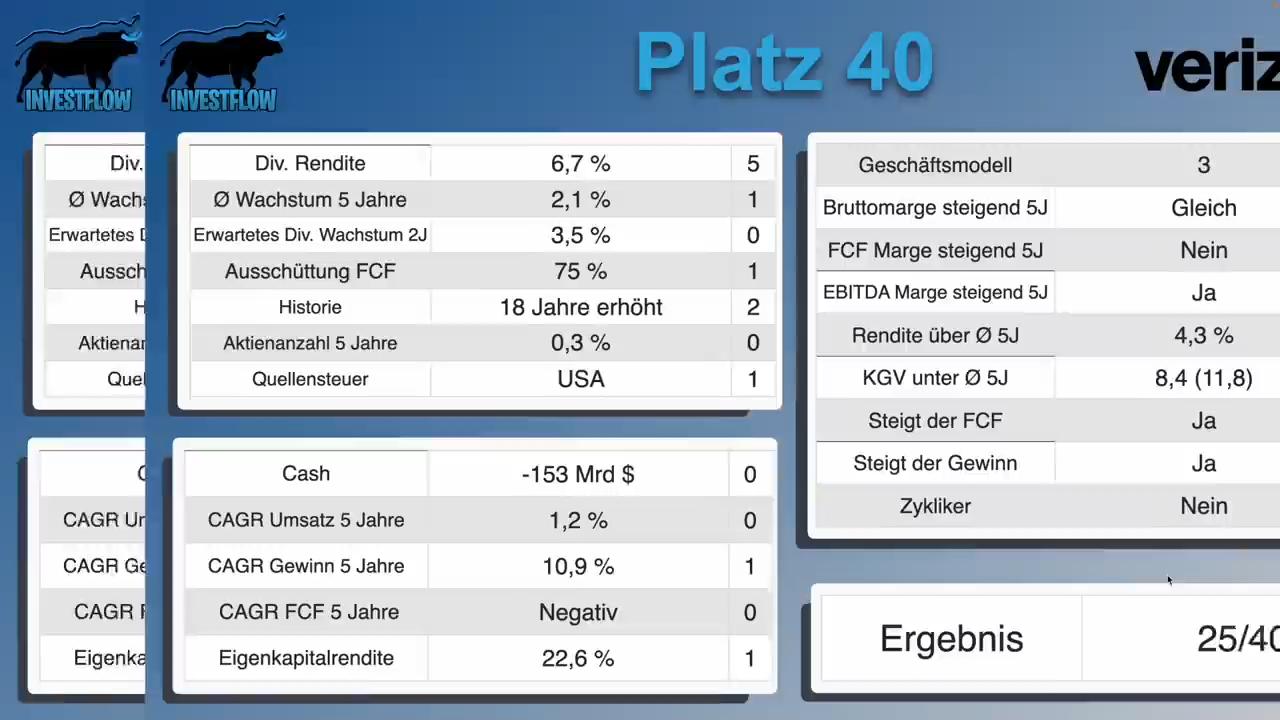 INVESTFLOW
INVESTFLOW
Platz 40
veriz
Div.
Ø Wachs
Erwartetes D
Aussch
H
Aktienar
Quel
Div. Rendite 6,7 % 5
Ø Wachstum 5 Jahre 2,1 % 1
Erwartetes Div. Wachstum 2J 3,5 % 0
Ausschüttung FCF 75 % 1
Historie 18 Jahre erhöht 2
Aktienanzahl 5 Jahre 0,3 % 0
Quellensteuer USA 1
Geschäftsmodell 3
Bruttomarge steigend 5J Gleich
FCF Marge steigend 5J Nein
EBITDA Marge steigend 5J Ja
Rendite über Ø 5J 4,3 %
KGV unter Ø 5J 8,4 (11,8)
Steigt der FCF Ja
Steigt der Gewinn Ja
Zykliker Nein
C
CAGR Um
CAGR Ge
CAGR F
Eigenka
Cash -153 Mrd $ 0
CAGR Umsatz 5 Jahre 1,2 % 0
CAGR Gewinn 5 Jahre 10,9 % 1
CAGR FCF 5 Jahre Negativ 0
Eigenkapitalrendite 22,6 % 1
Ergebnis 25/40